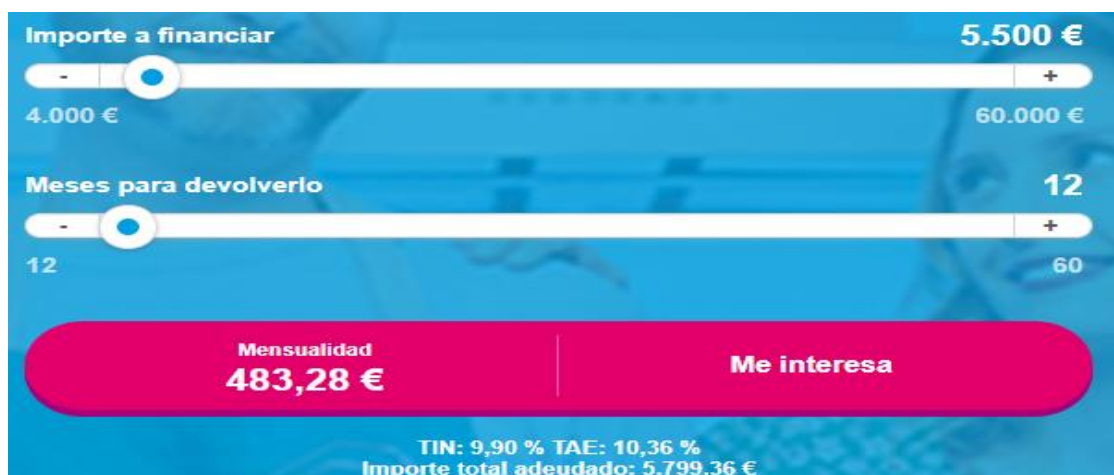 Importe a financiar 5.500 €
- +
4.000 € 60.000 €
Meses para devolverlo 12
- +
12 60
Mensualidad
483,28 €
Me interesa
TIN: 9,90 % TAE: 10,36 %
Importe total adeudado: 5.799,36 €